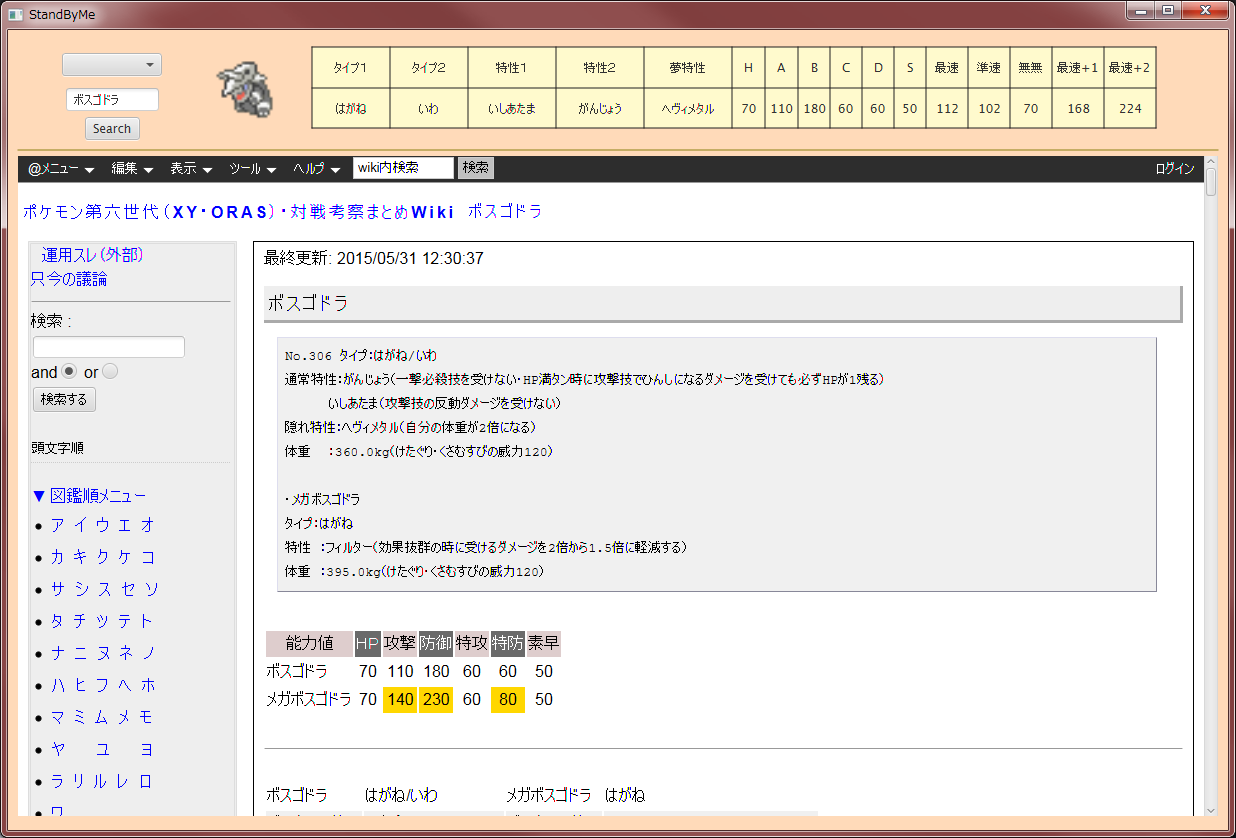 StandByMe
ボスゴドラ
Search
タイプ1 タイプ2 特性1 特性2 夢特性 H A B C D S 最速 準速 無無 最速+1 最速+2
はがね いわ いしあたま がんじょう ヘヴィメタル 70 110 180 60 60 50 112 102 70 168 224
@メニュー 編集 表示 ツール ヘルプ wiki内検索 検索 ログイン
ポケモン第六世代(XY・ORAS)・対戦考察まとめWiki ボスゴドラ
運用スレ(外部)
只今の議論
検索 :
and or
検索する
頭文字順
▼ 図鑑順メニュー
ア イ ウ エ オ
カ キ ク ケ コ
サ シ ス セ ソ
タ チ ツ テ ト
ナ ニ ヌ ネ ノ
ハ ヒ フ ヘ ホ
マ ミ ム メ モ
ヤ ユ ヨ
ラ リ ル レ ロ
ワ
最終更新: 2015/05/31 12:30:37
ボスゴドラ
No.306 タイプ:はがね/いわ
通常特性:がんじょう(一撃必殺技を受けない・HP満タン時に攻撃技でひんしになるダメージを受けても必ずHPが1残る)
いしあたま(攻撃技の反動ダメージを受けない)
隠れ特性:ヘヴィメタル(自分の体重が2倍になる)
体重 :360.0kg(けたぐり・くさむすびの威力120)
・メガボスゴドラ
タイプ:はがね
特性 :フィルター(効果抜群の時に受けるダメージを2倍から1.5倍に軽減する)
体重 :395.0kg(けたぐり・くさむすびの威力120)
能力値 HP 攻撃 防御 特攻 特防 素早
ボスゴドラ 70 110 180 60 60 50
メガボスゴドラ 70 140 230 60 80 50
ボスゴドラ はがね/いわ メガボスゴドラ はがね